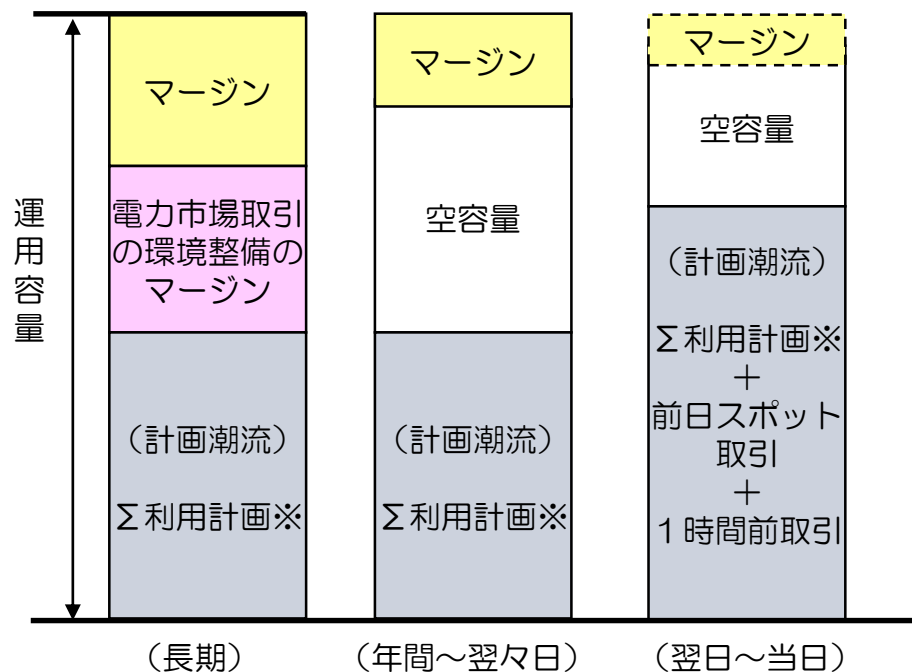 運用容量
マージン
電力市場取引
の環境整備の
マージン
（計画潮流）
Σ利用計画※
（長期）
マージン
空容量
（計画潮流）
Σ利用計画※
（年間～翌々日）
マージン
空容量
（計画潮流）
Σ利用計画※
＋
前日スポット
取引
＋
１時間前取引
（翌日～当日）